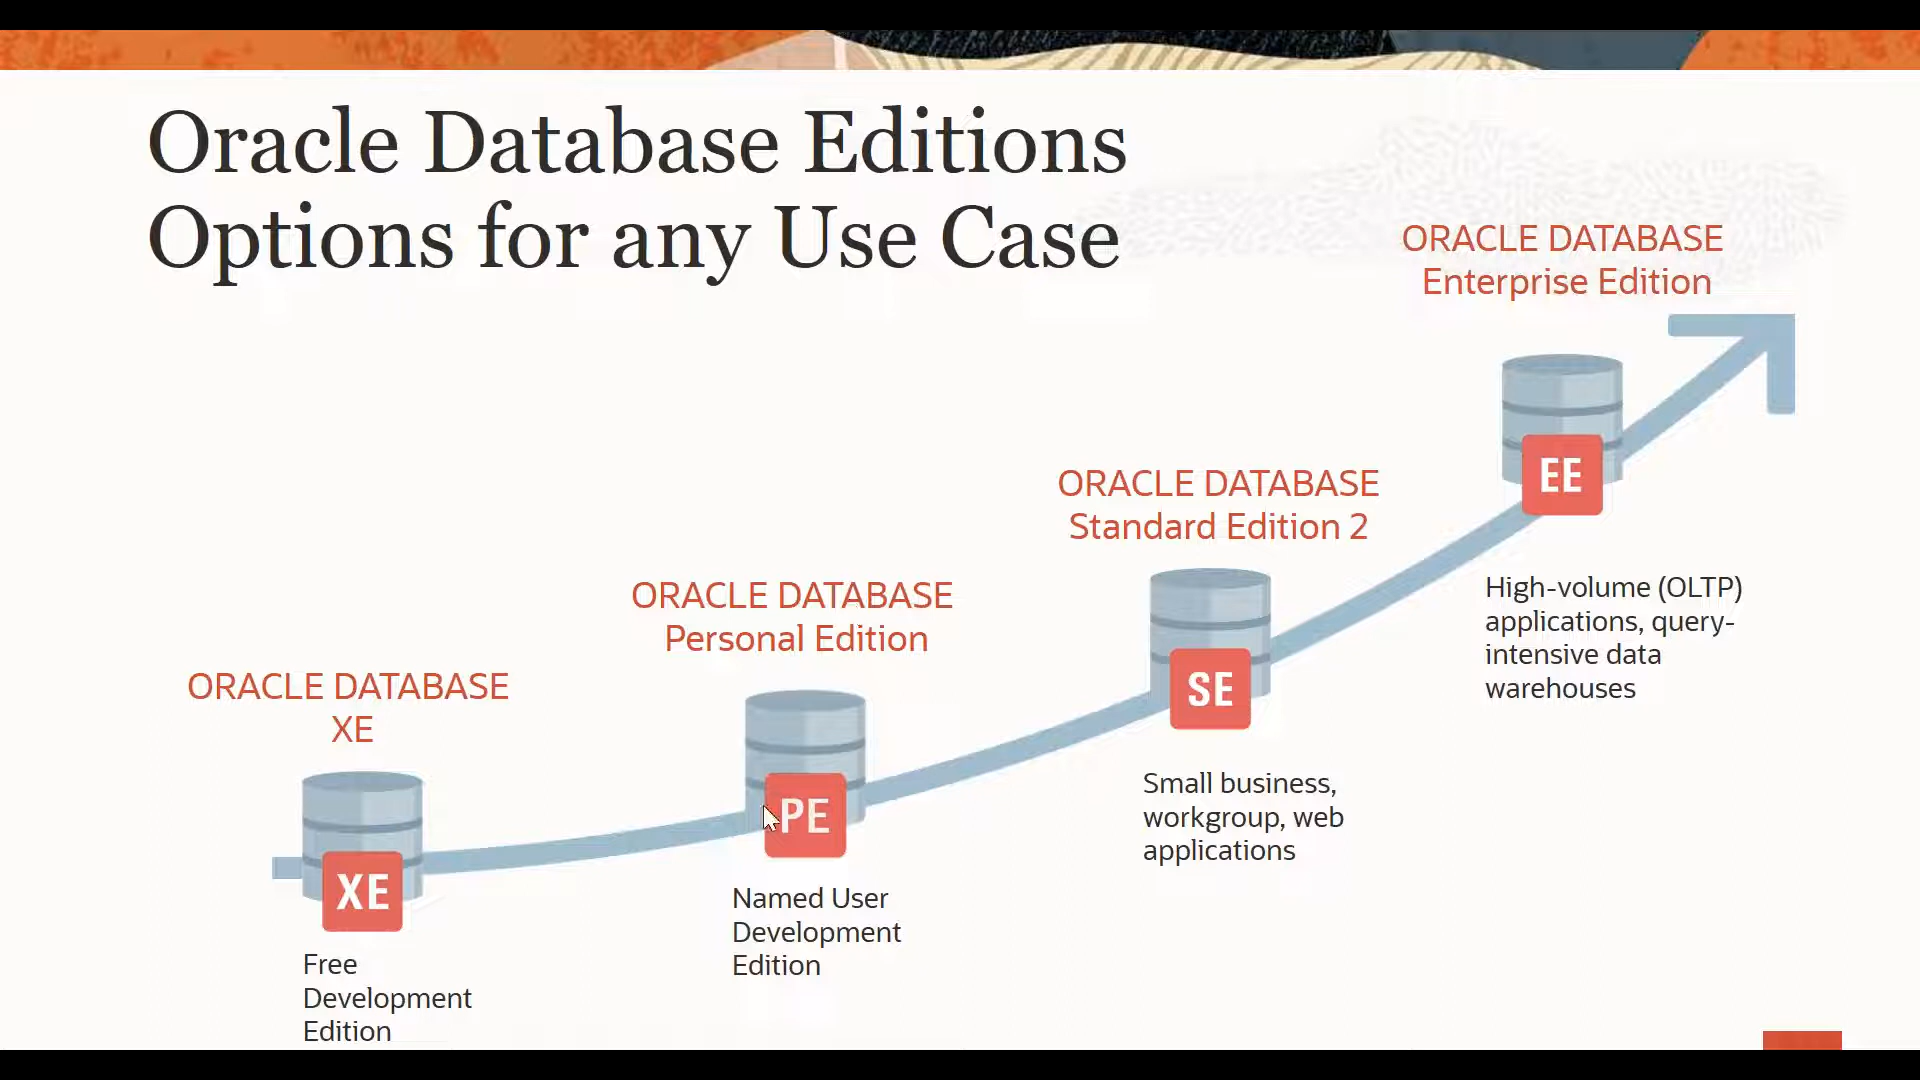 Oracle Database Editions
Options for any Use Case
ORACLE DATABASE
XE
XE
Free
Development
Edition
ORACLE DATABASE
Personal Edition
PE
Named User
Development
Edition
ORACLE DATABASE
Standard Edition 2
SE
Small business,
workgroup, web
applications
ORACLE DATABASE
Enterprise Edition
EE
High-volume (OLTP)
applications, query-
intensive data
warehouses